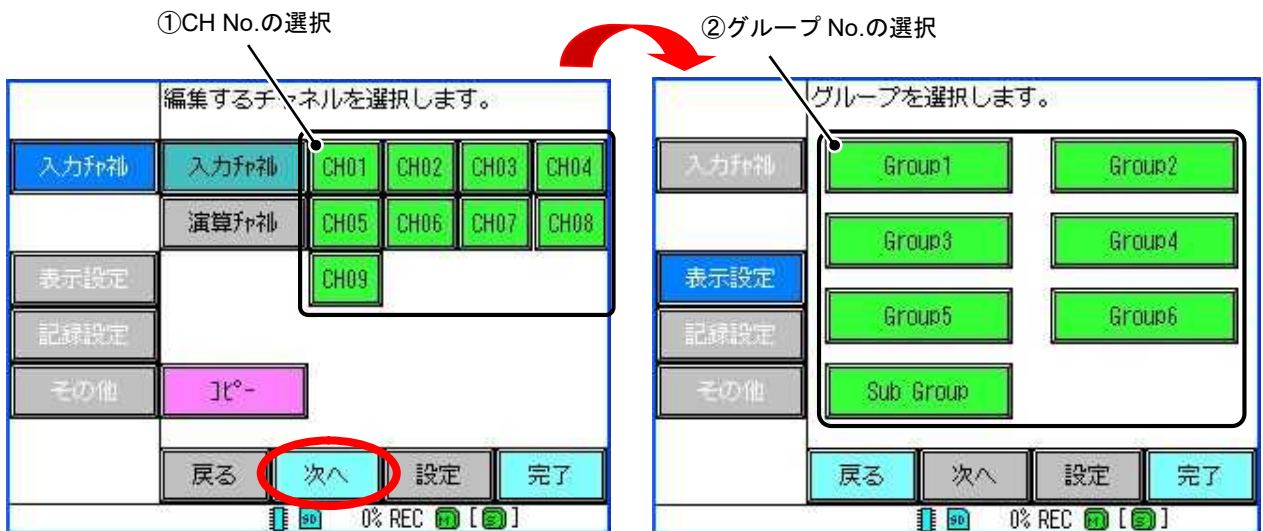 ①CH No.の選択
②グループ No.の選択
編集するチャネルを選択します。
入力ﾁｬﾈﾙ 入力ﾁｬﾈﾙ CH01 CH02 CH03 CH04
演算ﾁｬﾈﾙ CH05 CH06 CH07 CH08
表示設定 CH09
記録設定
その他 ｺﾋﾟｰ
戻る 次へ 設定 完了
0% REC M [ S ]
グループを選択します。
入力ﾁｬﾈﾙ Group1 Group2
Group3 Group4
表示設定
記録設定 Group5 Group6
その他 Sub Group
戻る 次へ 設定 完了
SD 0% REC M [ S ]